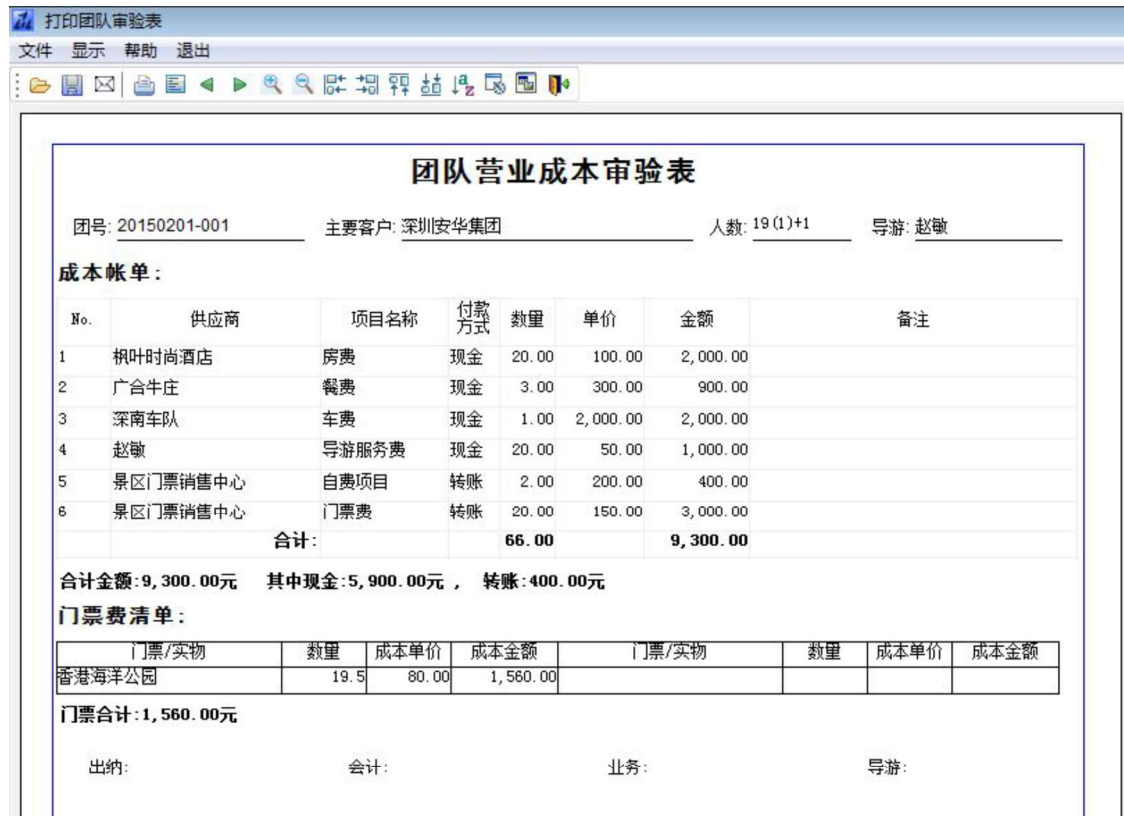 打印团队审验表
文件 显示 帮助 退出
团队营业成本审验表
团号: 20150201-001 主要客户: 深圳安华集团 人数: 19(1)+1 导游: 赵敏
成本帐单:
No. 供应商 项目名称 付款方式 数量 单价 金额 备注
1 枫叶时尚酒店 房费 现金 20.00 100.00 2,000.00
2 广合牛庄 餐费 现金 3.00 300.00 900.00
3 深南车队 车费 现金 1.00 2,000.00 2,000.00
4 赵敏 导游服务费 现金 20.00 50.00 1,000.00
5 景区门票销售中心 自费项目 转账 2.00 200.00 400.00
6 景区门票销售中心 门票费 转账 20.00 150.00 3,000.00
合计: 66.00 9,300.00
合计金额:9,300.00元 其中现金:5,900.00元 , 转账:400.00元
门票费清单:
门票/实物 数量 成本单价 成本金额 门票/实物 数量 成本单价 成本金额
香港海洋公园 19.5 80.00 1,560.00
门票合计:1,560.00元
出纳: 会计: 业务: 导游: